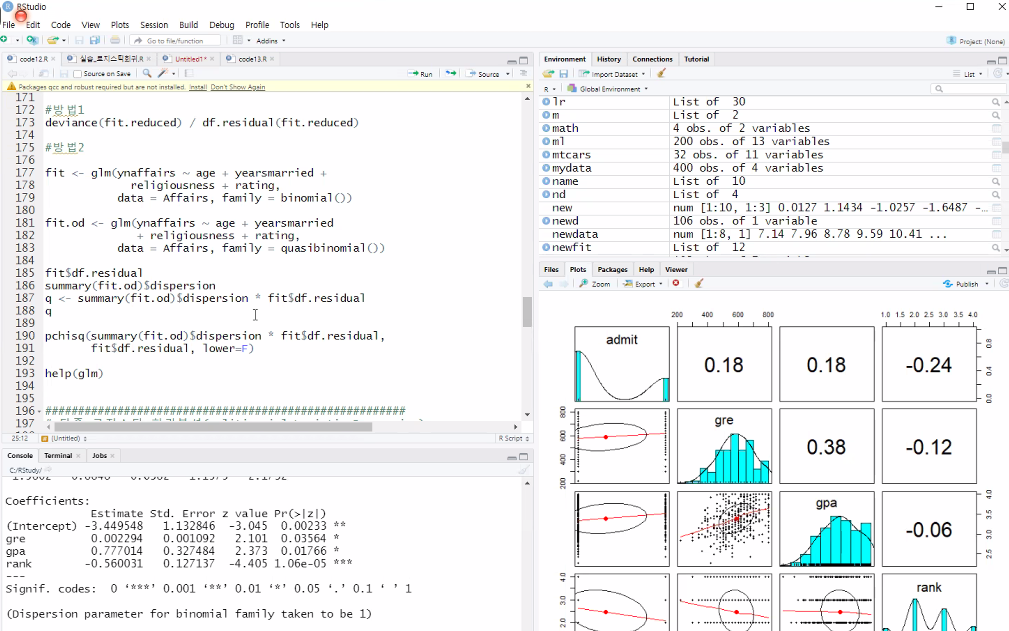 RStudio
File Edit Code View Plots Session Build Debug Profile Tools Help
Go to file/function Addins Project: (None)
code12.R × 실습_로지스틱회귀.R × Untitled1* × code13.R ×
Source on Save Run Source
Packages qcc and robust required but are not installed. Install Don't Show Again
171
172 #방법1
173 deviance(fit.reduced) / df.residual(fit.reduced)
174
175 #방법2
176
177 fit <- glm(ynaffairs ~ age + yearsmarried +
178 religiousness + rating,
179 data = Affairs, family = binomial())
180
181 fit.od <- glm(ynaffairs ~ age + yearsmarried
182 + religiousness + rating,
183 data = Affairs, family = quasibinomial())
184
185 fit$df.residual
186 summary(fit.od)$dispersion
187 q <- summary(fit.od)$dispersion * fit$df.residual
188 q
189
190 pchisq(summary(fit.od)$dispersion * fit$df.residual,
191 fit$df.residual, lower=F)
192
193 help(glm)
194
195
196 ######################################################
197
25:12 (Untitled) R Script
Console Terminal × Jobs ×
C:/RStudy/
Coefficients:
Estimate Std. Error z value Pr(>|z|)
(Intercept) -3.449548 1.132846 -3.045 0.00233 **
gre 0.002294 0.001092 2.101 0.03564 *
gpa 0.777014 0.327484 2.373 0.01766 *
rank -0.560031 0.127137 -4.405 1.06e-05 ***
---
Signif. codes: 0 ‘***’ 0.001 ‘**’ 0.01 ‘*’ 0.05 ‘.’ 0.1 ‘ ’ 1
(Dispersion parameter for binomial family taken to be 1)
Environment History Connections Tutorial
Import Dataset List
R Global Environment
lr List of 30
m List of 2
math 4 obs. of 2 variables
ml 200 obs. of 13 variables
mtcars 32 obs. of 11 variables
mydata 400 obs. of 4 variables
name List of 10
nd List of 4
new num [1:10, 1:3] 0.0127 1.1434 -1.0257 -1.6487 -...
newd 106 obs. of 1 variable
newdata num [1:8, 1] 7.14 7.96 8.78 9.59 10.41 ...
newfit List of 12
Files Plots Packages Help Viewer
Zoom Export Publish
200 400 600 800 1.0 1.5 2.0 2.5 3.0 3.5 4.0
admit 0.18 0.18 -0.24
0.0 0.4 0.8
200 400 600 800
gre 0.38 -0.12
gpa -0.06
2.5 3.0 3.5 4.0
rank
2.0 3.0 4.0